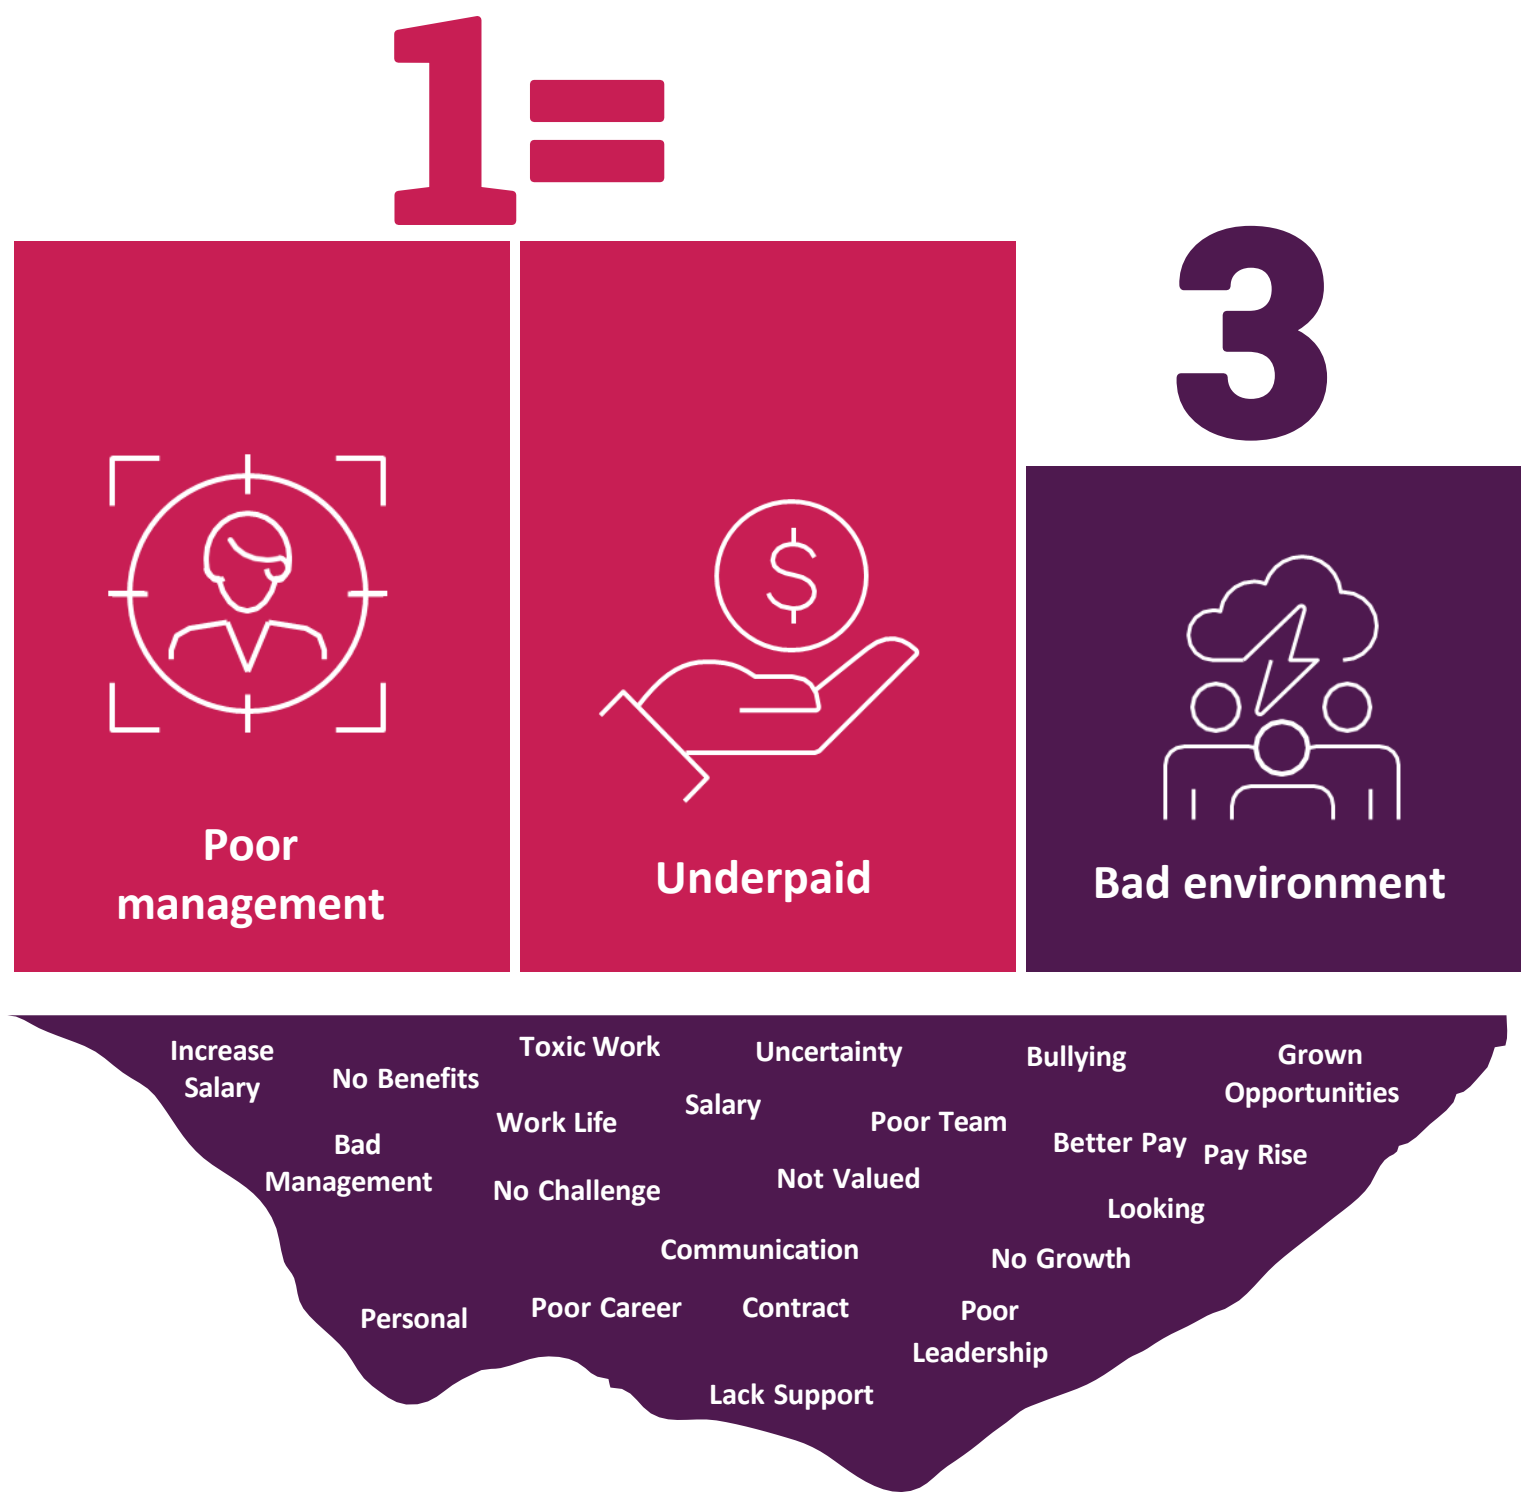 1=
3
Poor
management
Underpaid
Bad environment
Increase
Salary
No Benefits
Toxic Work
Uncertainty
Bullying
Grown
Opportunities
Work Life
Salary
Poor Team
Better Pay
Pay Rise
Bad
Management
No Challenge
Not Valued
Looking
Communication
No Growth
Personal
Poor Career
Contract
Poor
Leadership
Lack Support
$